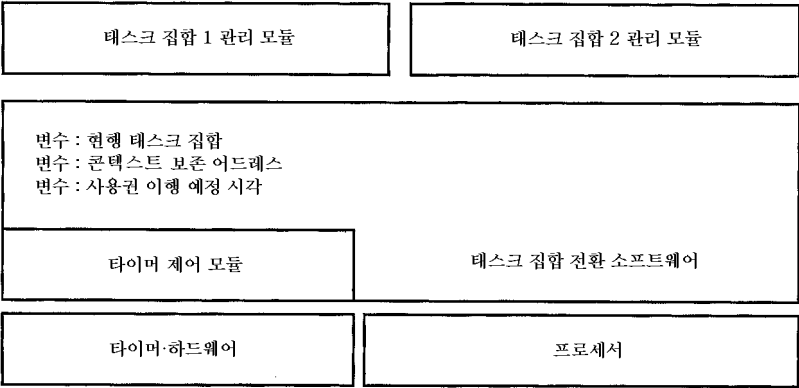 태스크 집합 1 관리 모듈
태스크 집합 2 관리 모듈
변수 : 현행 태스크 집합
변수 : 콘텍스트 보존 어드레스
변수 : 사용권 이행 예정 시각
타이머 제어 모듈
태스크 집합 전환 소프트웨어
타이머·하드웨어
프로세서